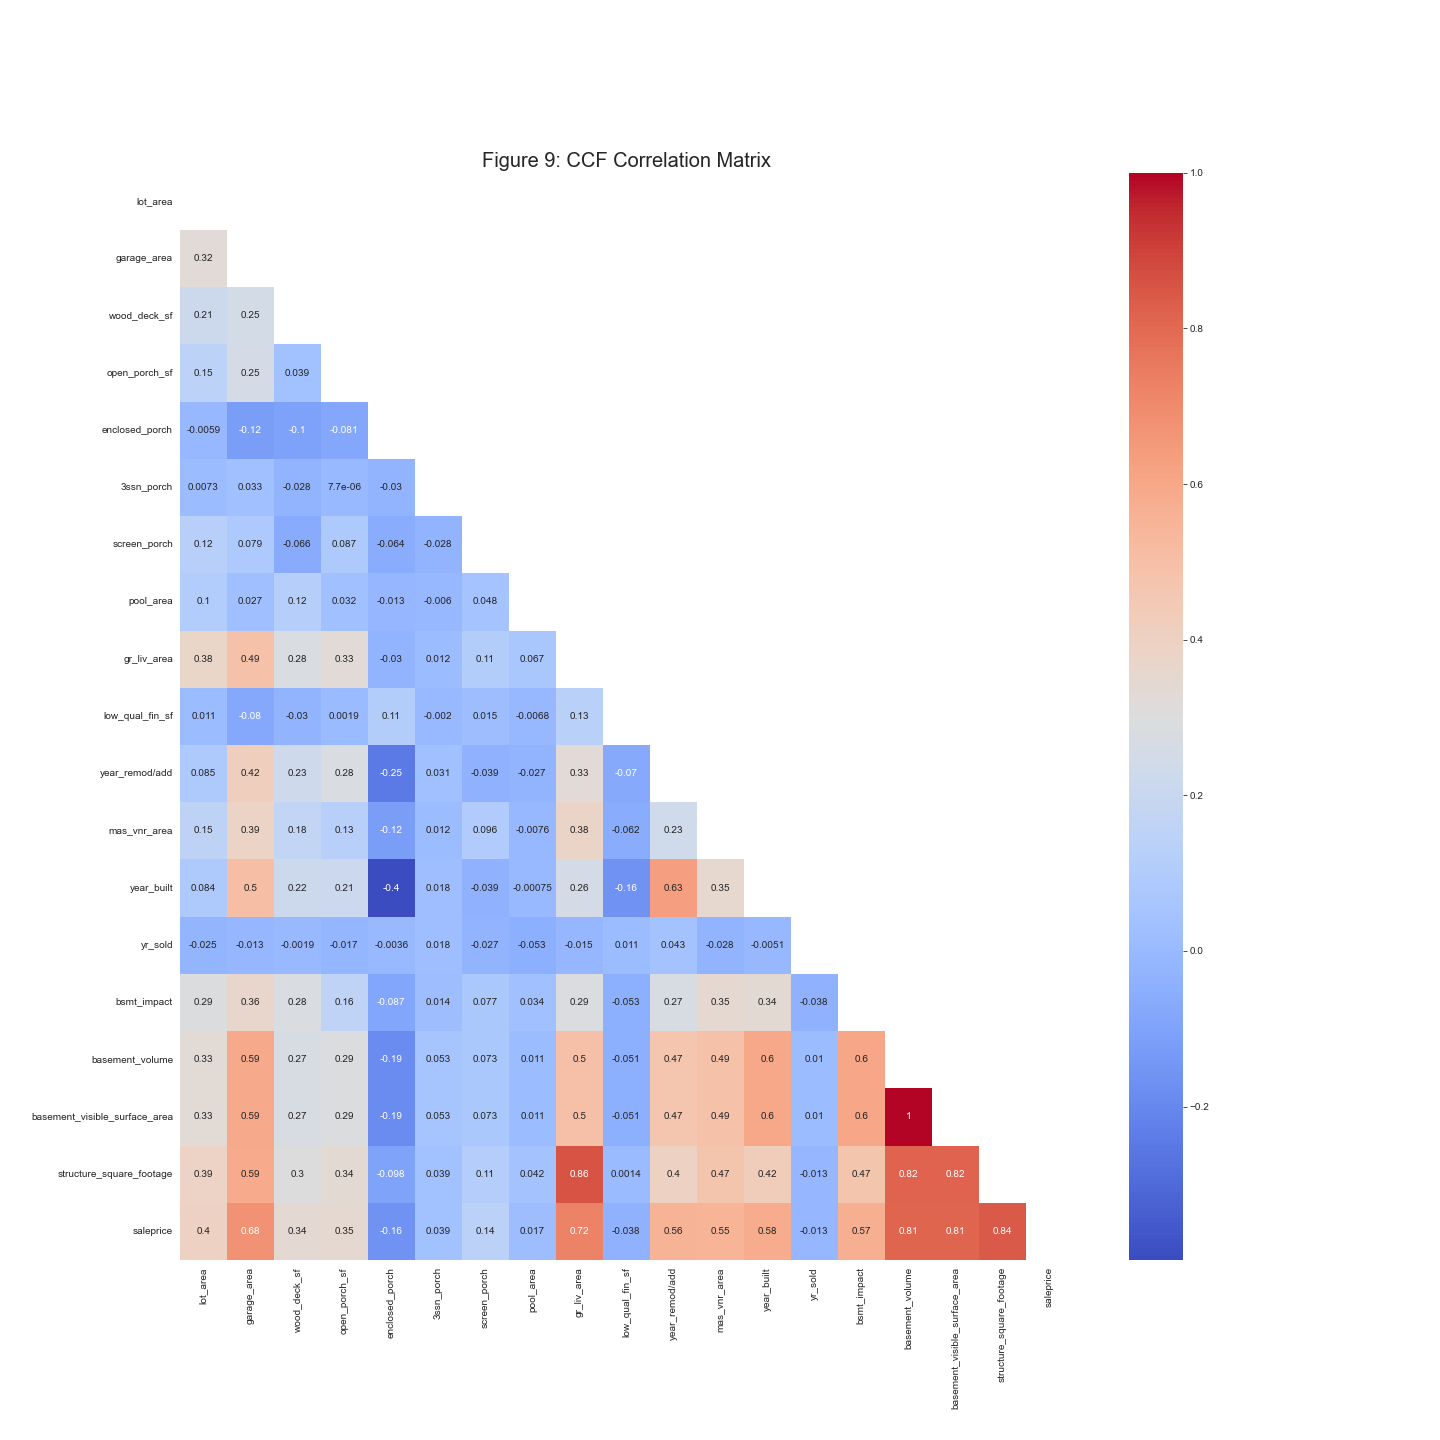 Figure 9: CCF Correlation Matrix
1.0
lot_area
garage_area 0.32
wood_deck_sf 0.21 0.25
0.8
open_porch_sf 0.15 0.25 0.039
enclosed_porch -0.0059 -0.12 -0.1 -0.081
3ssn_porch 0.0073 0.033 -0.028 7.7e-06 -0.03
0.6
screen_porch 0.12 0.079 -0.066 0.087 -0.064 -0.028
pool_area 0.1 0.027 0.12 0.032 -0.013 -0.006 0.048
0.4
gr_liv_area 0.38 0.49 0.28 0.33 -0.03 0.012 0.11 0.067
low_qual_fin_sf 0.011 -0.08 -0.03 0.0019 0.11 -0.002 0.015 -0.0068 0.13
year_remod/add 0.085 0.42 0.23 0.28 -0.25 0.031 -0.039 -0.027 0.33 -0.07
0.2
mas_vnr_area 0.15 0.39 0.18 0.13 -0.12 0.012 0.096 -0.0076 0.38 -0.062 0.23
year_built 0.084 0.5 0.22 0.21 -0.4 0.018 -0.039 -0.00075 0.26 -0.16 0.63 0.35
yr_sold -0.025 -0.013 -0.0019 -0.017 -0.0036 0.018 -0.027 -0.053 -0.015 0.011 0.043 -0.028 -0.0051
0.0
bsmt_impact 0.29 0.36 0.28 0.16 -0.087 0.014 0.077 0.034 0.29 -0.053 0.27 0.35 0.34 -0.038
basement_volume 0.33 0.59 0.27 0.29 -0.19 0.053 0.073 0.011 0.5 -0.051 0.47 0.49 0.6 0.01 0.6
−0.2
basement_visible_surface_area 0.33 0.59 0.27 0.29 -0.19 0.053 0.073 0.011 0.5 -0.051 0.47 0.49 0.6 0.01 0.6 1
structure_square_footage 0.39 0.59 0.3 0.34 -0.098 0.039 0.11 0.042 0.86 0.0014 0.4 0.47 0.42 -0.013 0.47 0.82 0.82
saleprice 0.4 0.68 0.34 0.35 -0.16 0.039 0.14 0.017 0.72 -0.038 0.56 0.55 0.58 -0.013 0.57 0.81 0.81 0.84
lot_area
garage_area
wood_deck_sf
open_porch_sf
enclosed_porch
3ssn_porch
screen_porch
pool_area
gr_liv_area
low_qual_fin_sf
year_remod/add
mas_vnr_area
year_built
yr_sold
bsmt_impact
basement_volume
basement_visible_surface_area
structure_square_footage
saleprice